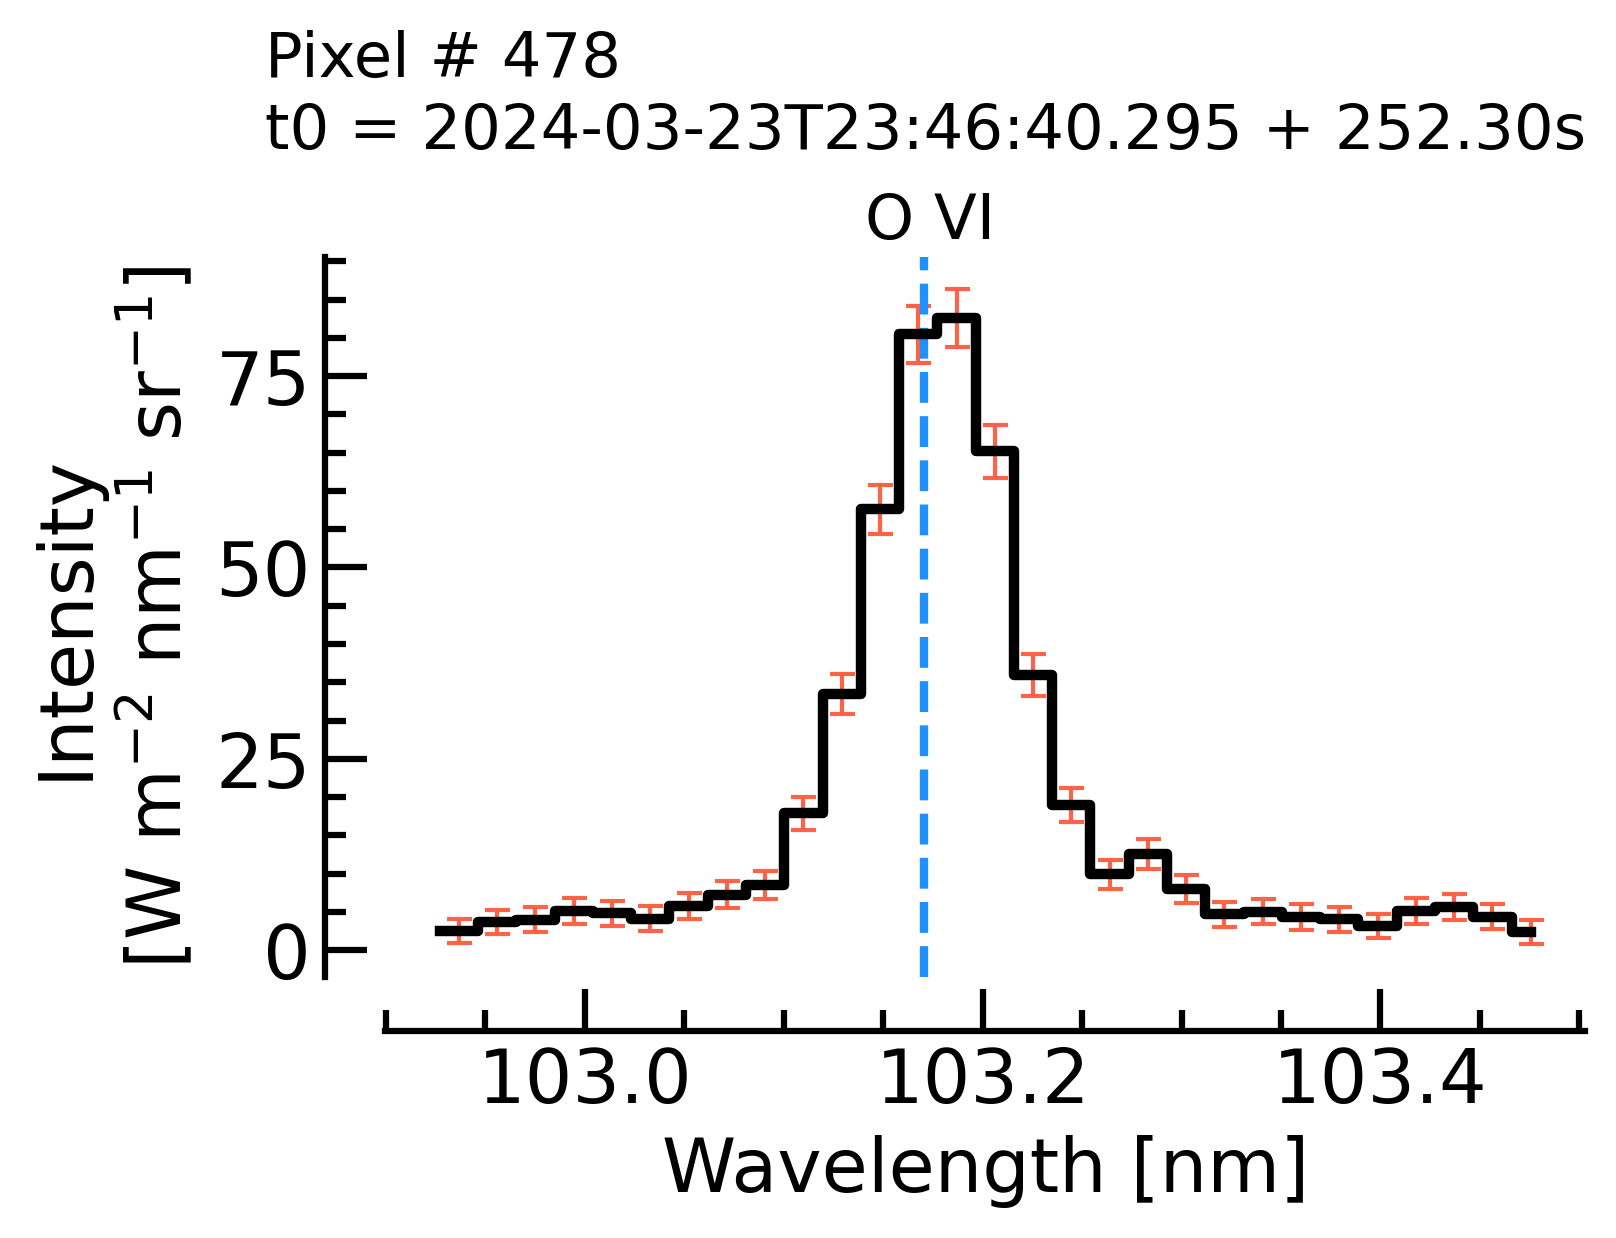 Pixel # 478
t0 = 2024-03-23T23:46:40.295 + 252.30s
O VI
Intensity
[W m⁻² nm⁻¹ sr⁻¹]
75
50
25
0
103.0 103.2 103.4
Wavelength [nm]